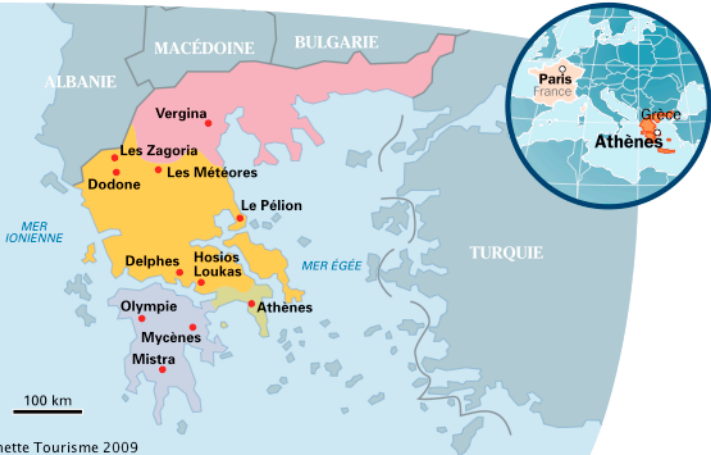 MACÉDOINE
BULGARIE
ALBANIE
Paris
France
Grèce
Athènes
Vergina
Les Zagoria
Les Météores
Dodone
Le Pélion
MER
IONIENNE
TURQUIE
Delphes
Hosios
Loukas
MER ÉGÉE
Olympie
Athènes
Mycènes
Mistra
100 km
Tourisme 2009